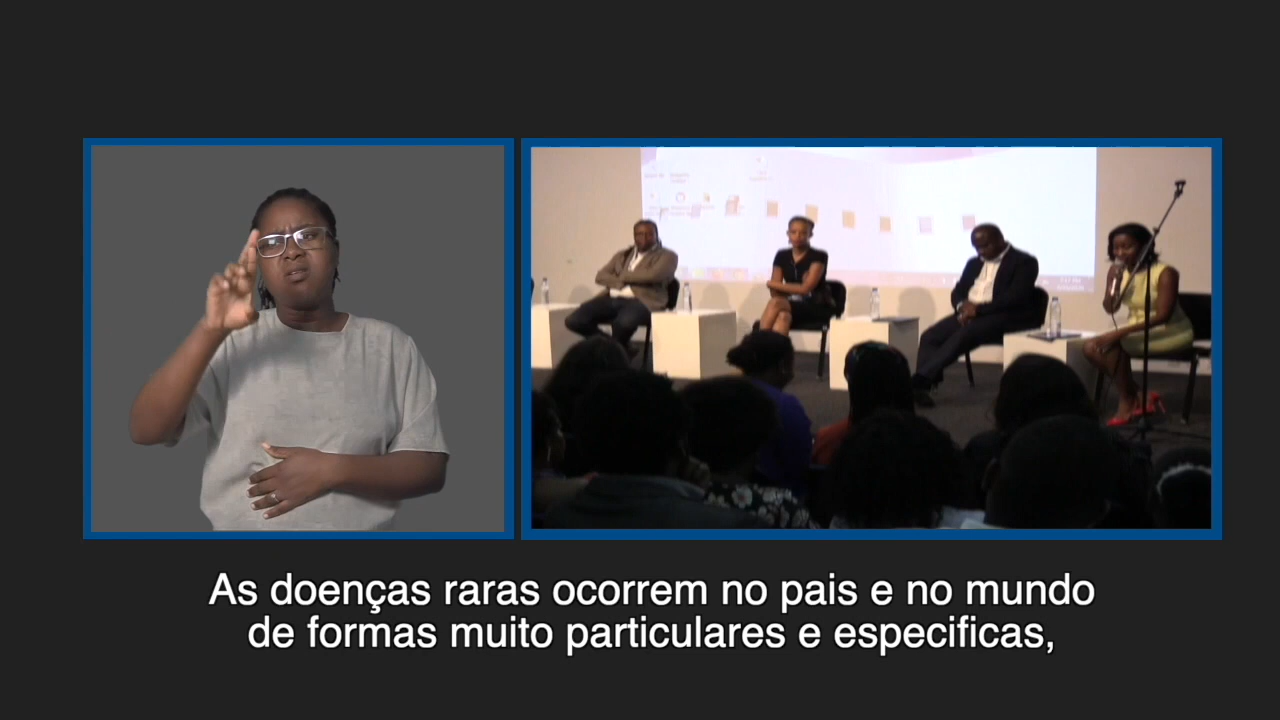 As doenças raras ocorrem no pais e no mundo
de formas muito particulares e especificas,